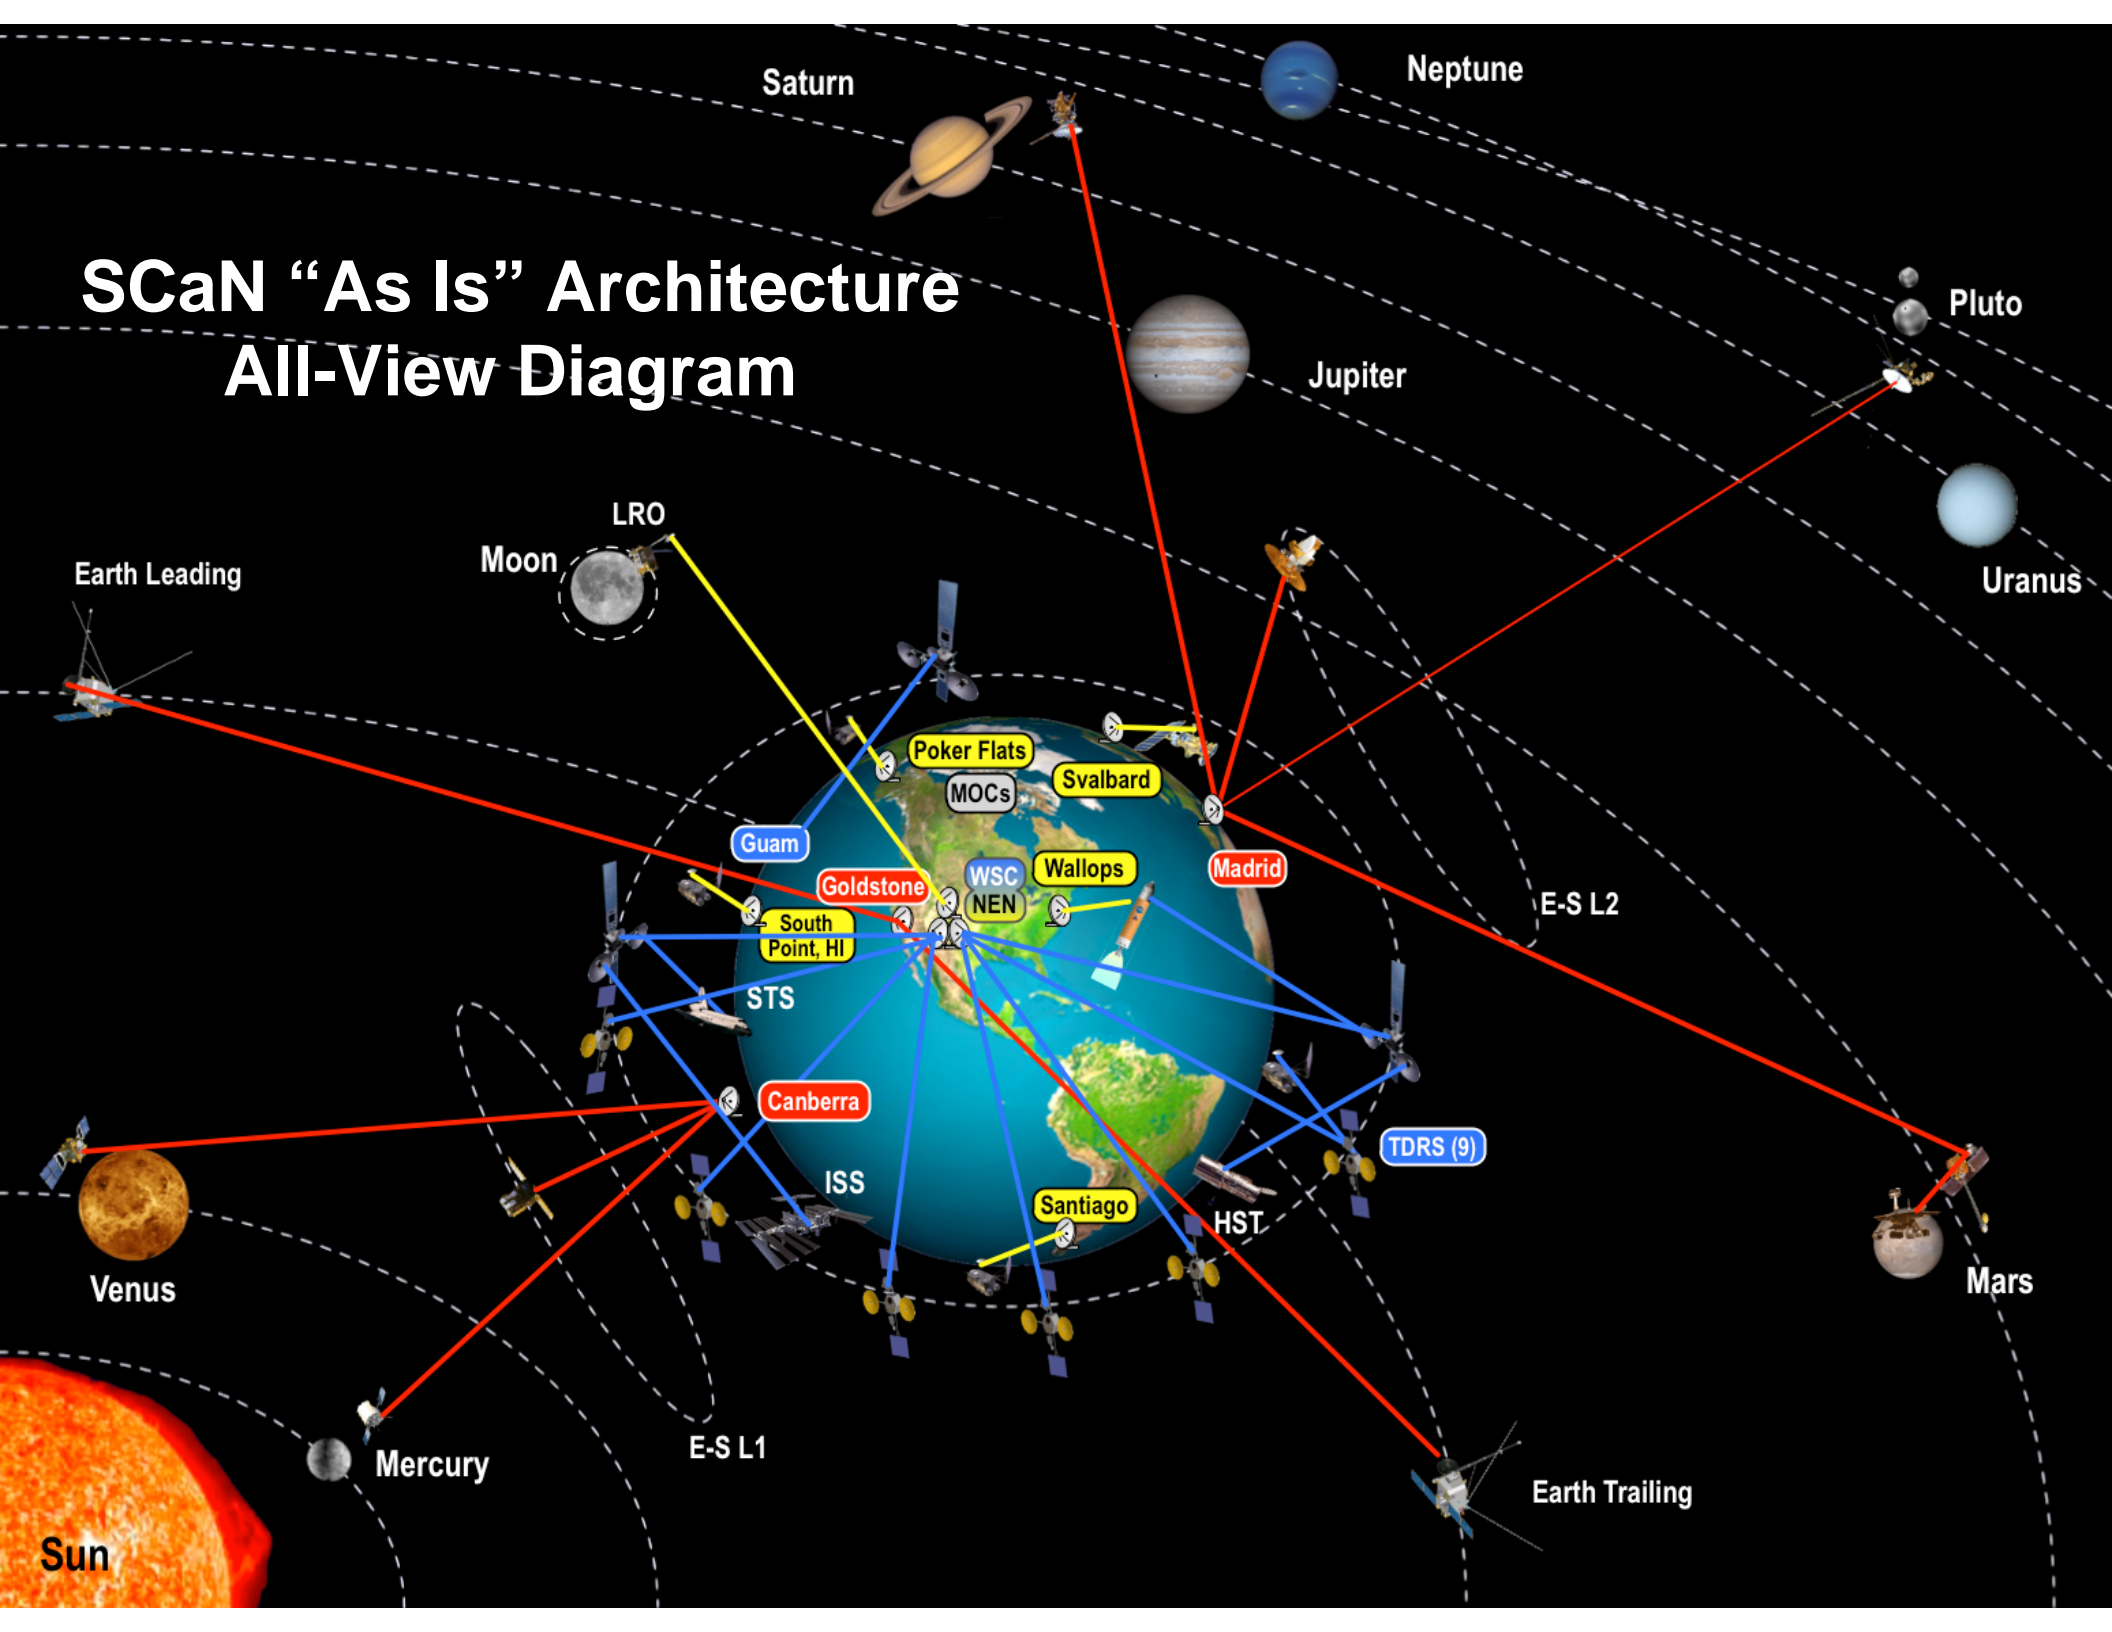 Neptune
Saturn
SCaN “As Is” Architecture
All-View Diagram
Pluto
Jupiter
LRO
Moon
Earth Leading
Uranus
Poker Flats
MOCs
Svalbard
Guam
Goldstone
WSC
NEN
Wallops
Madrid
E-S L2
South
Point, HI
STS
Canberra
TDRS (9)
ISS
Santiago
HST
Venus
Mars
E-S L1
Mercury
Earth Trailing
Sun